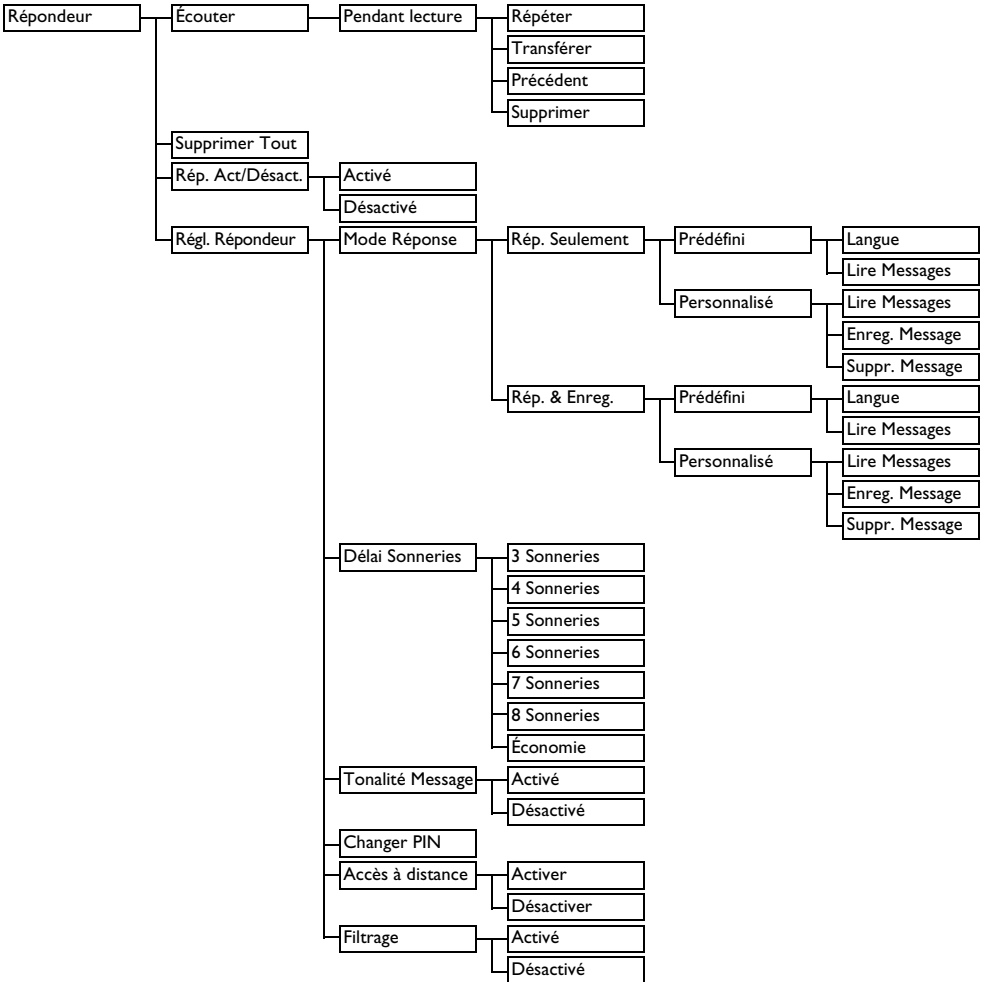 Répondeur
Écouter
Pendant lecture
Répéter
Transférer
Précédent
Supprimer
Supprimer Tout
Rép. Act/Désact.
Activé
Désactivé
Régl. Répondeur
Mode Réponse
Rép. Seulement
Prédéfini
Langue
Lire Messages
Personnalisé
Lire Messages
Enreg. Message
Suppr. Message
Rép. & Enreg.
Prédéfini
Langue
Lire Messages
Personnalisé
Lire Messages
Enreg. Message
Suppr. Message
Délai Sonneries
3 Sonneries
4 Sonneries
5 Sonneries
6 Sonneries
7 Sonneries
8 Sonneries
Économie
Tonalité Message
Activé
Désactivé
Changer PIN
Accès à distance
Activer
Désactiver
Filtrage
Activé
Désactivé